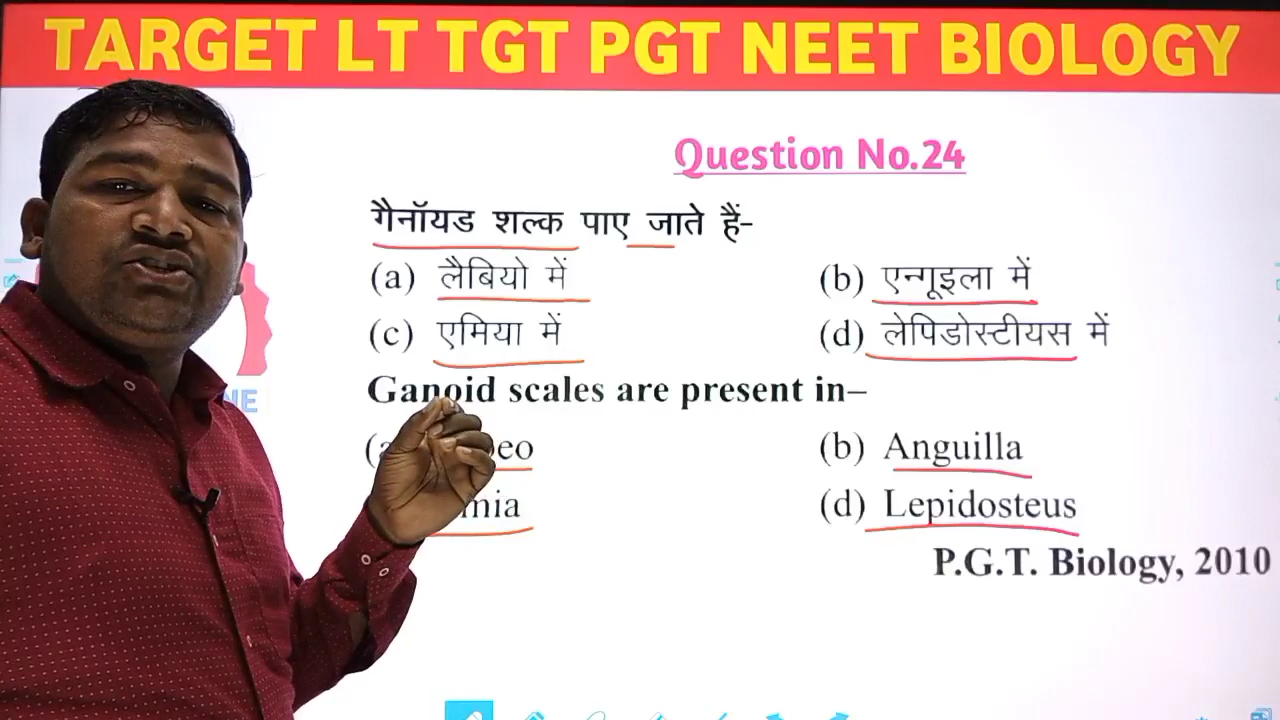 TARGET LT TGT PGT NEET BIOLOGY
Question No.24
गैनॉयड शल्क पाए जाते हैं-
(a) लैबियो में (b) एन्गूइला में
(c) एमिया में (d) लेपिडोस्टीयस में
Ganoid scales are present in–
(b) Anguilla
(d) Lepidosteus
P.G.T. Biology, 2010